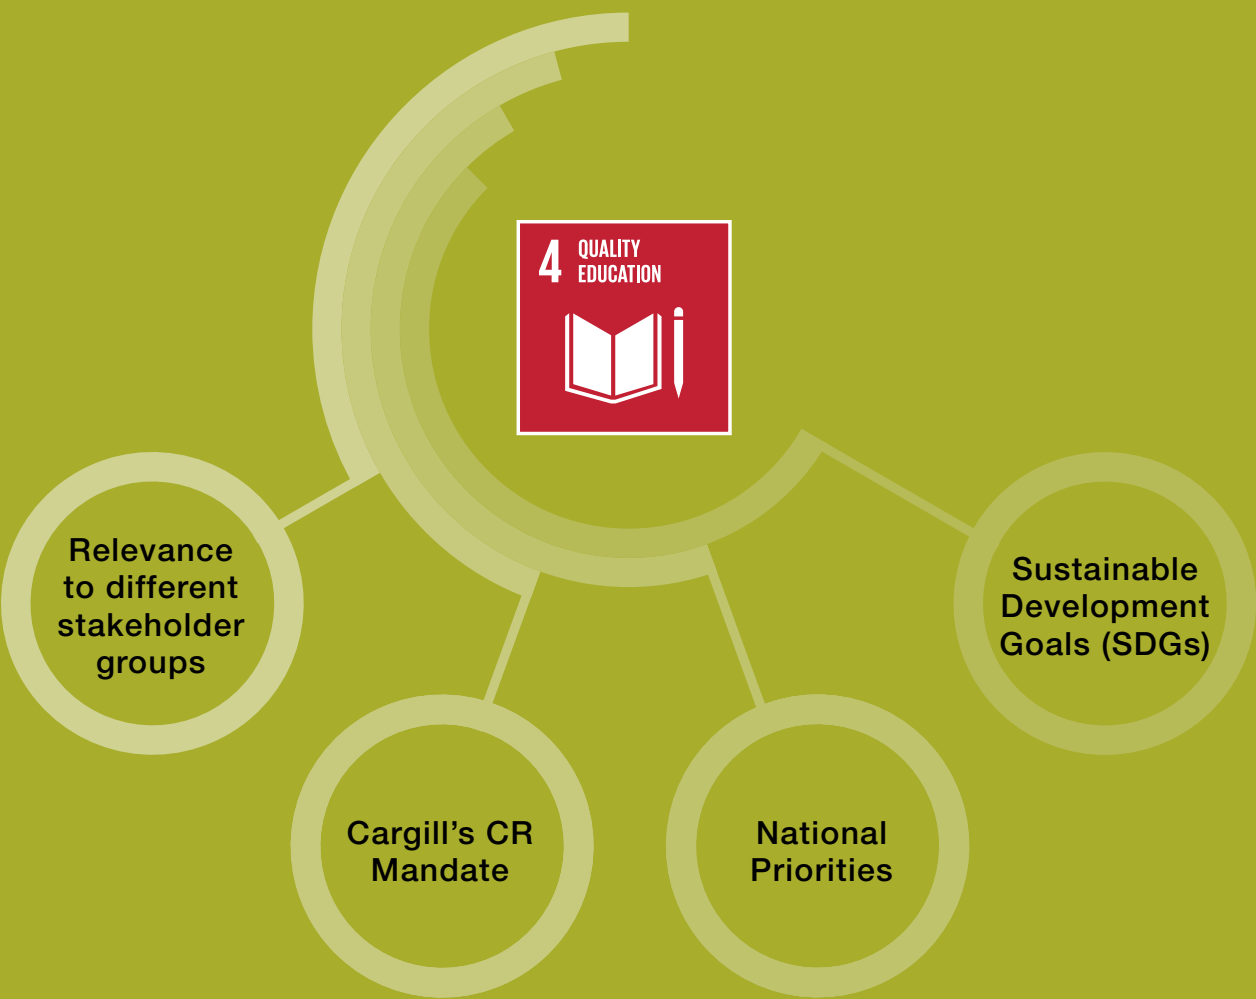 4 QUALITY
EDUCATION
Relevance
to different
stakeholder
groups
Cargill’s CR
Mandate
National
Priorities
Sustainable
Development
Goals (SDGs)